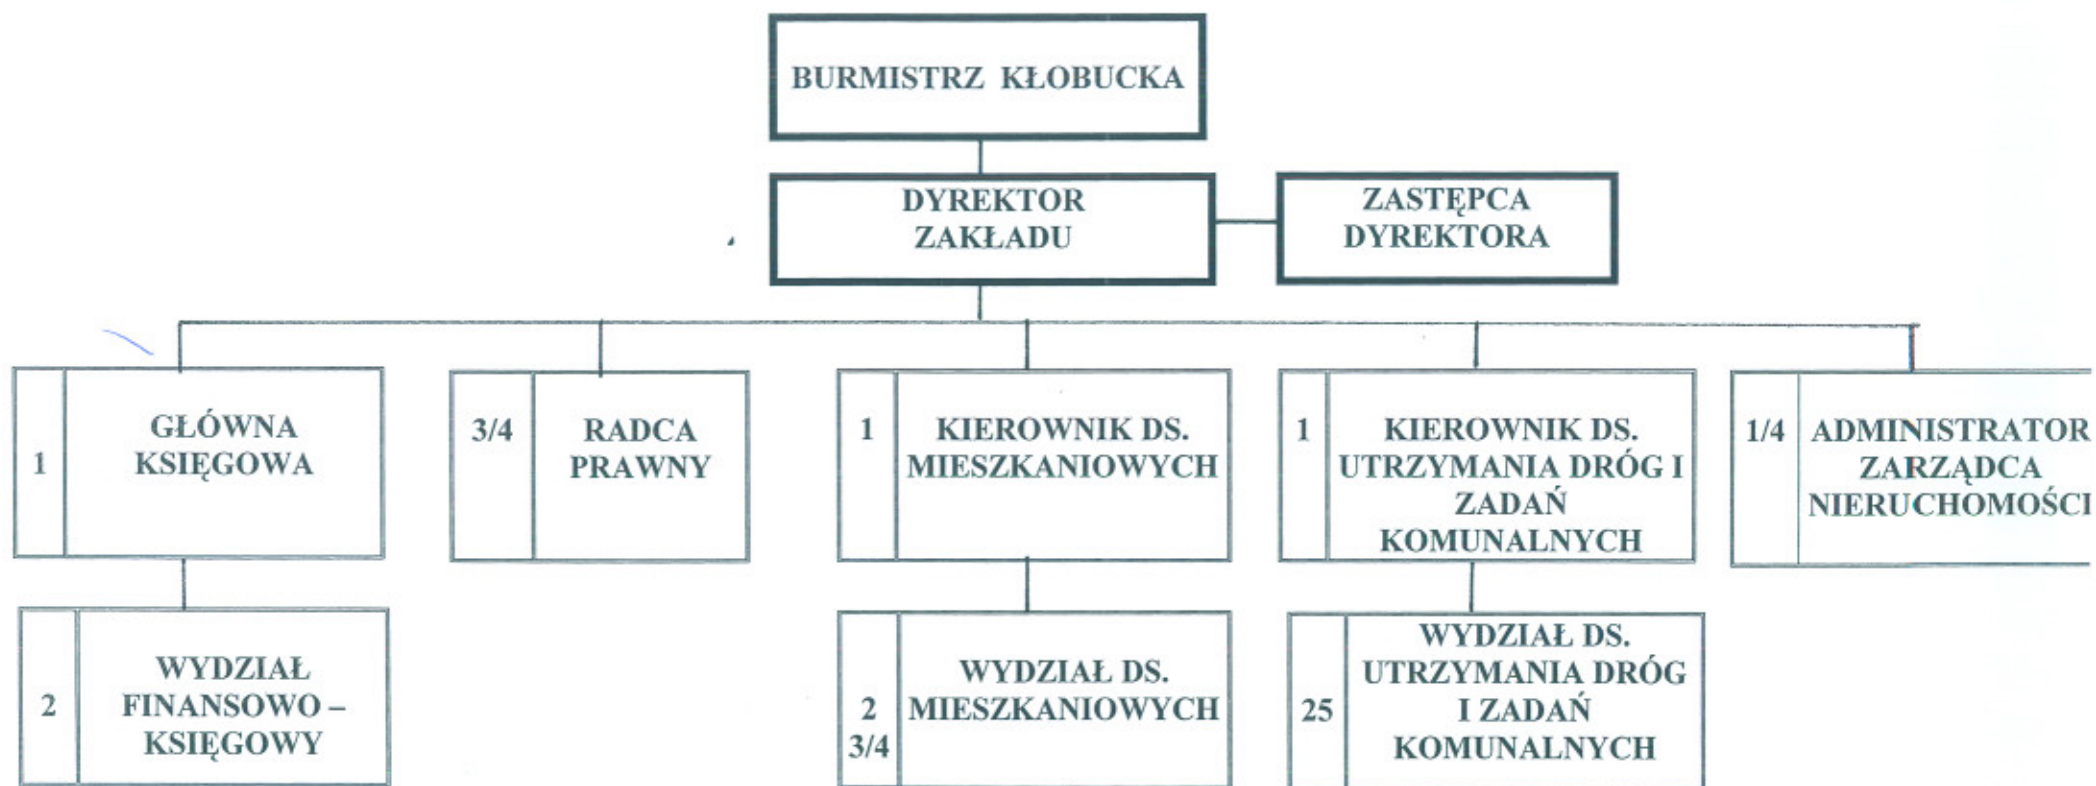 BURMISTRZ KŁOBUCKA
DYREKTOR
ZAKŁADU
ZASTĘPCA
DYREKTORA
1
GŁÓWNA
KSIĘGOWA
3/4
RADCA
PRAWNY
1
KIEROWNIK DS.
MIESZKANIOWYCH
1
KIEROWNIK DS.
UTRZYMANIA DRÓG I
ZADAŃ
KOMUNALNYCH
1/4
ADMINISTRATOR
ZARZĄDCA
NIERUCHOMOŚCI
2
WYDZIAŁ
FINANSOWO –
KSIĘGOWY
2
3/4
WYDZIAŁ DS.
MIESZKANIOWYCH
25
WYDZIAŁ DS.
UTRZYMANIA DRÓG
I ZADAŃ
KOMUNALNYCH